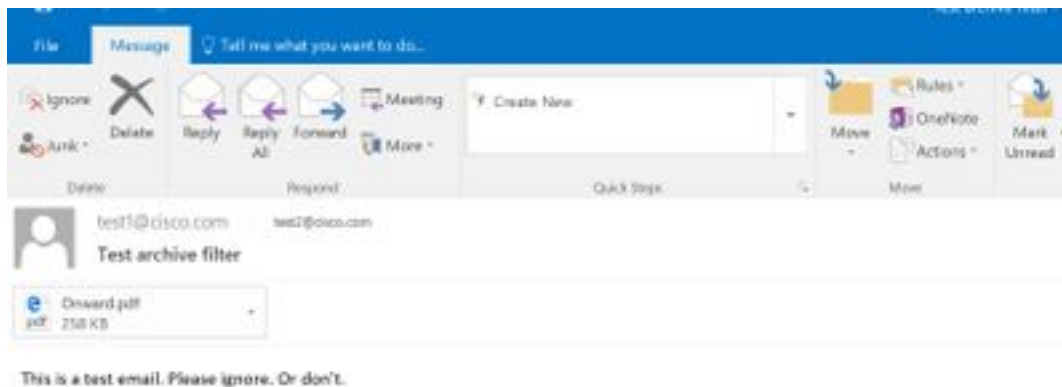 File Message Tell me what you want to do...
Ignore
Junk
Delete
Reply
Reply All
Forward
Meeting
More
Create New
Move
Rules
OneNote
Actions
Mark Unread
Delete Respond Quick Steps Move
test1@cisco.com test2@cisco.com
Test archive filter
Onward.pdf
pdf 258 KB
This is a test email. Please ignore. Or don't.